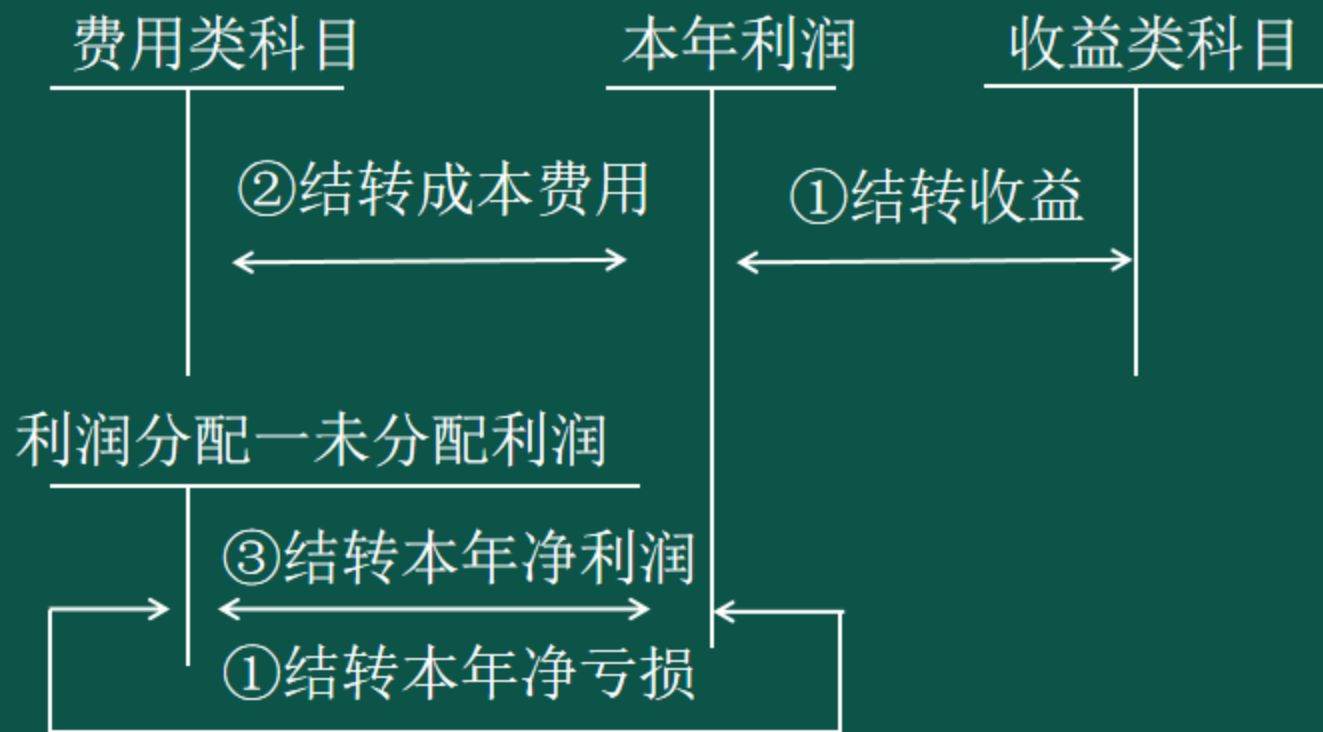 费用类科目
本年利润
收益类科目
②结转成本费用
①结转收益
利润分配一未分配利润
③结转本年净利润
①结转本年净亏损